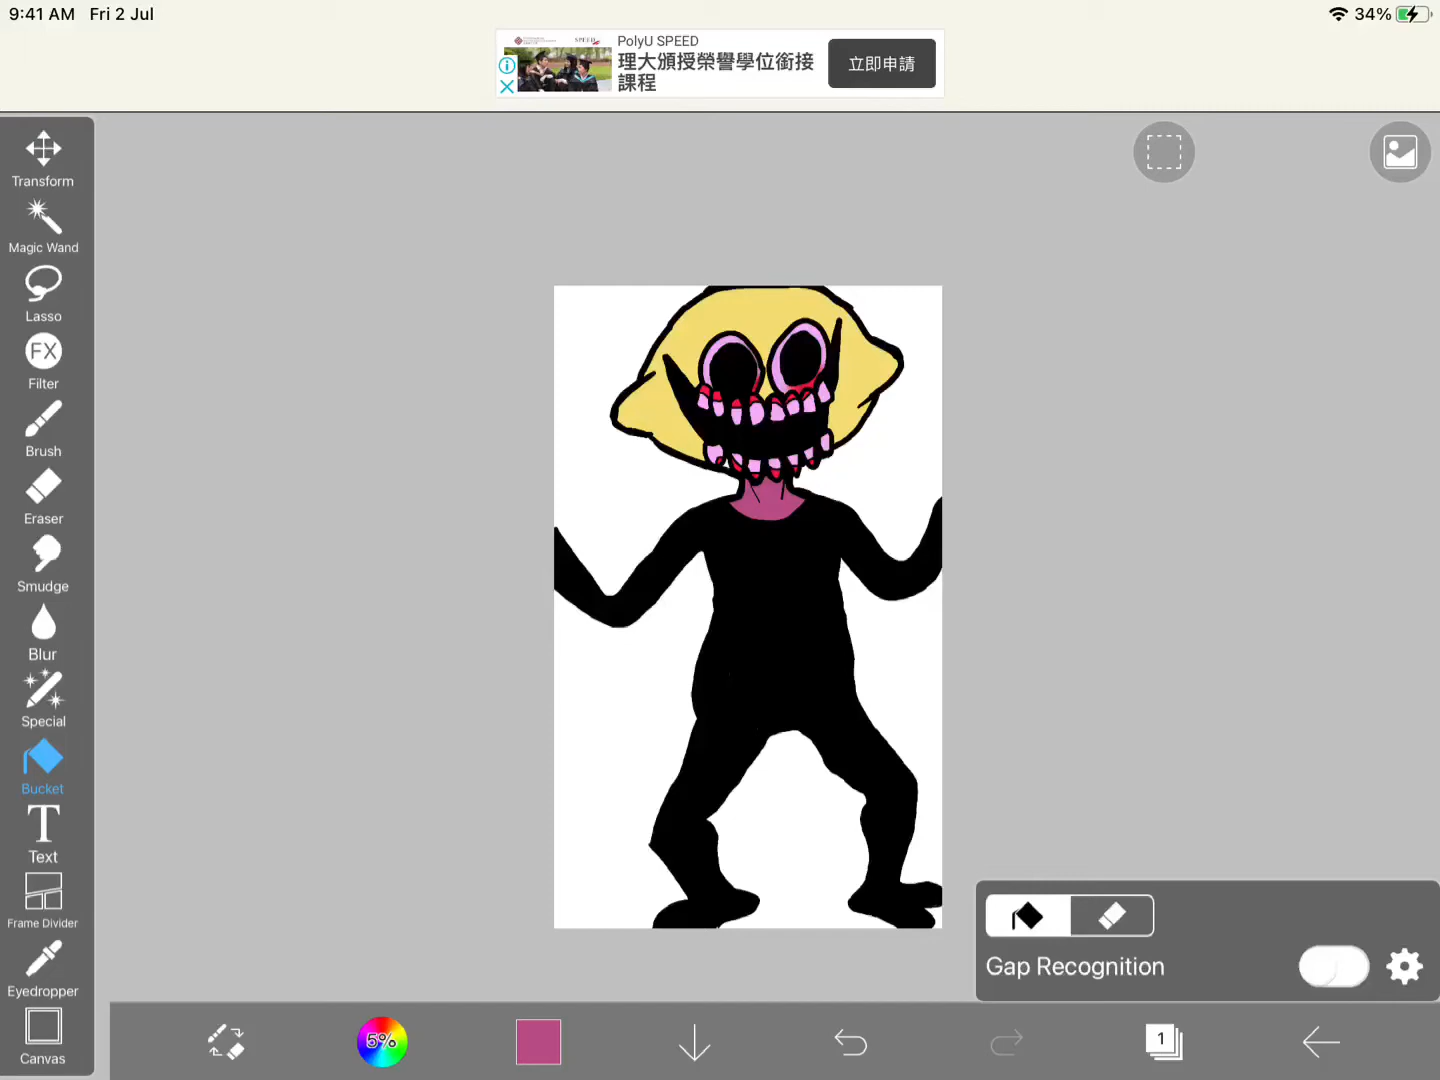 9:41 AM Fri 2 Jul
34%
SPEED
PolyU SPEED
理大頒授榮譽學位銜接
課程
立即申請
Transform
Magic Wand
Lasso
FX
Filter
Brush
Eraser
Smudge
Blur
Special
Bucket
T
Text
Frame Divider
Eyedropper
Canvas
Gap Recognition
5%
1